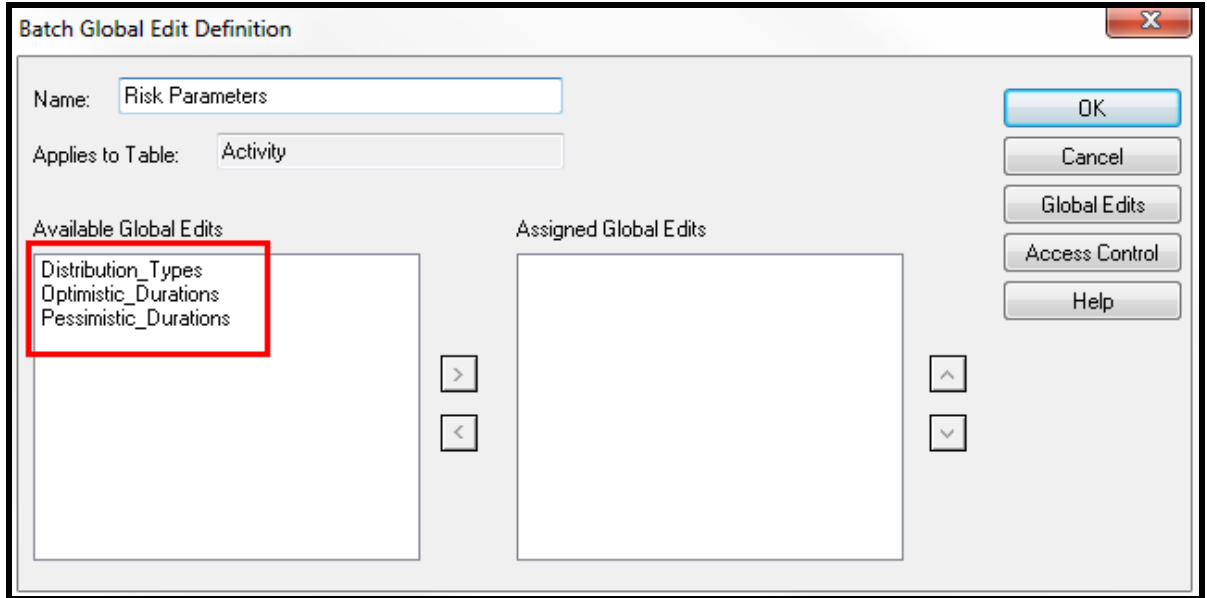 Batch Global Edit Definition
Name: Risk Parameters
OK
Applies to Table: Activity
Cancel
Global Edits
Available Global Edits
Assigned Global Edits
Access Control
Distribution_Types
Optimistic_Durations
Pessimistic_Durations
Help
>
<